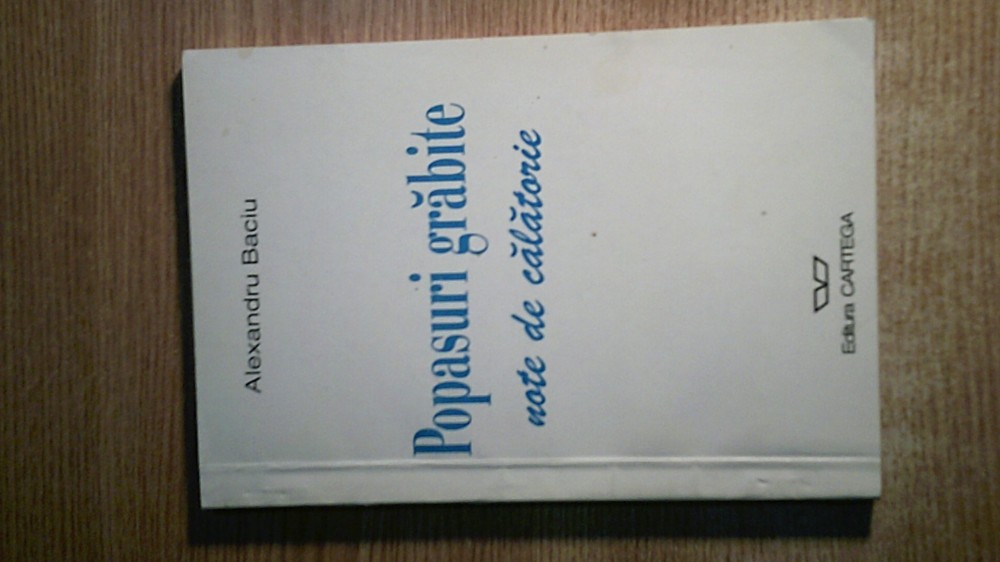 Alexandru Baciu
Popasuri grăbite
note de călătorie
Editura CARTEGA